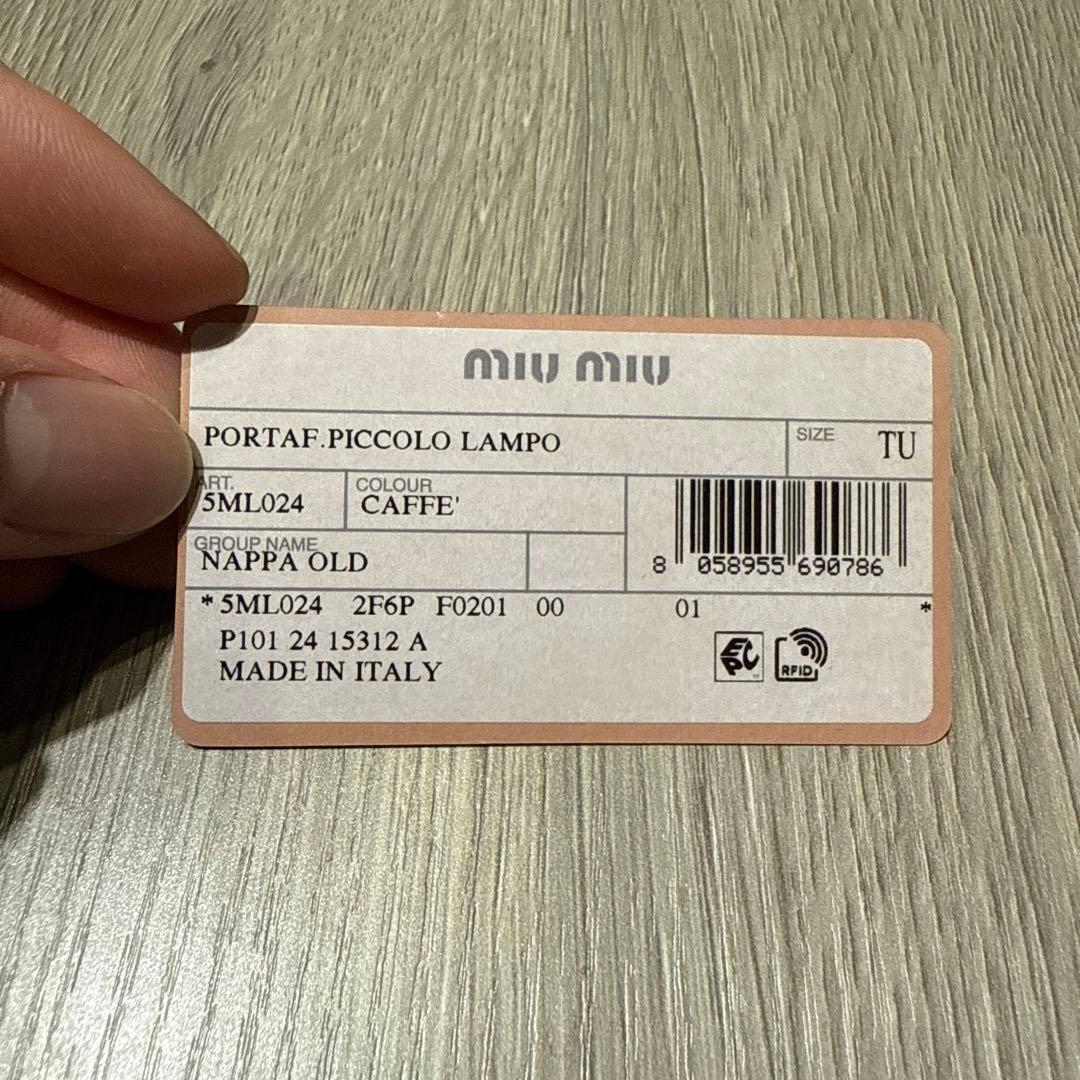 miu miu
PORTAF.PICCOLO LAMPO
SIZE TU
ART.
5ML024
COLOUR
CAFFE'
GROUP NAME
NAPPA OLD
8 058955 690786
*5ML024 2F6P F0201 00 01 *
P101 24 15312 A
MADE IN ITALY
EPC
RFID